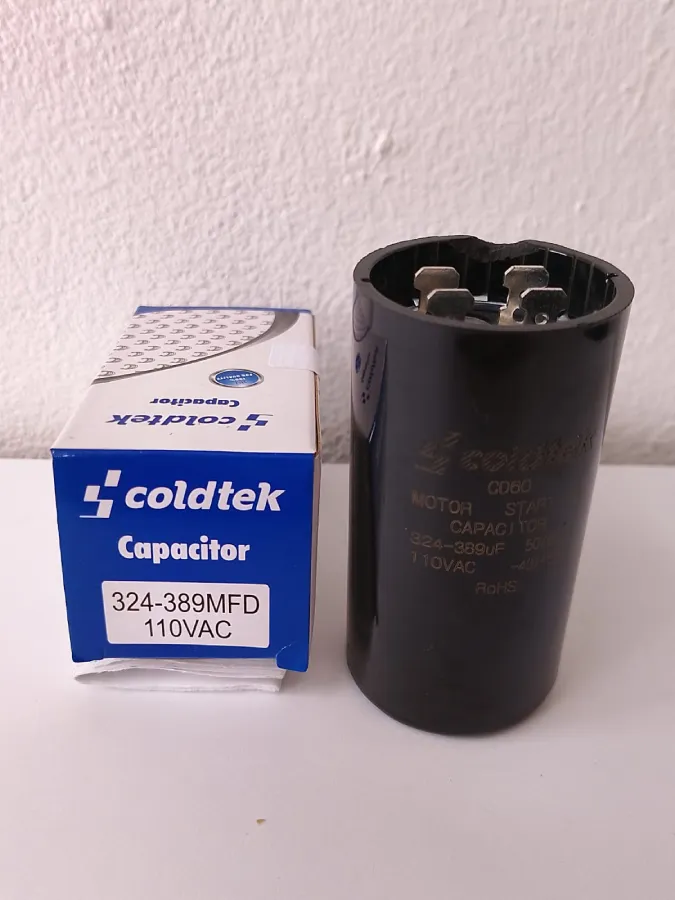 coldtek
Capacitor
coldtek
Capacitor
324-389MFD
110VAC
coldtek
CD60
MOTOR START
CAPACITOR
324-389uF
110VAC
RoHS